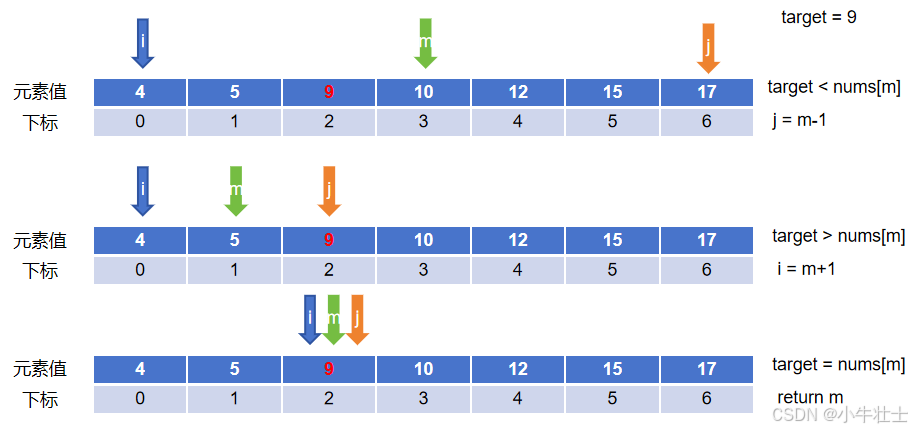 target = 9
i m j
元素值 4 5 9 10 12 15 17 target < nums[m]
下标 0 1 2 3 4 5 6 j = m-1
i m j
元素值 4 5 9 10 12 15 17 target > nums[m]
下标 0 1 2 3 4 5 6 i = m+1
i m j
元素值 4 5 9 10 12 15 17 target = nums[m]
下标 0 1 2 3 4 5 6 return m
CSDN @小牛壮士